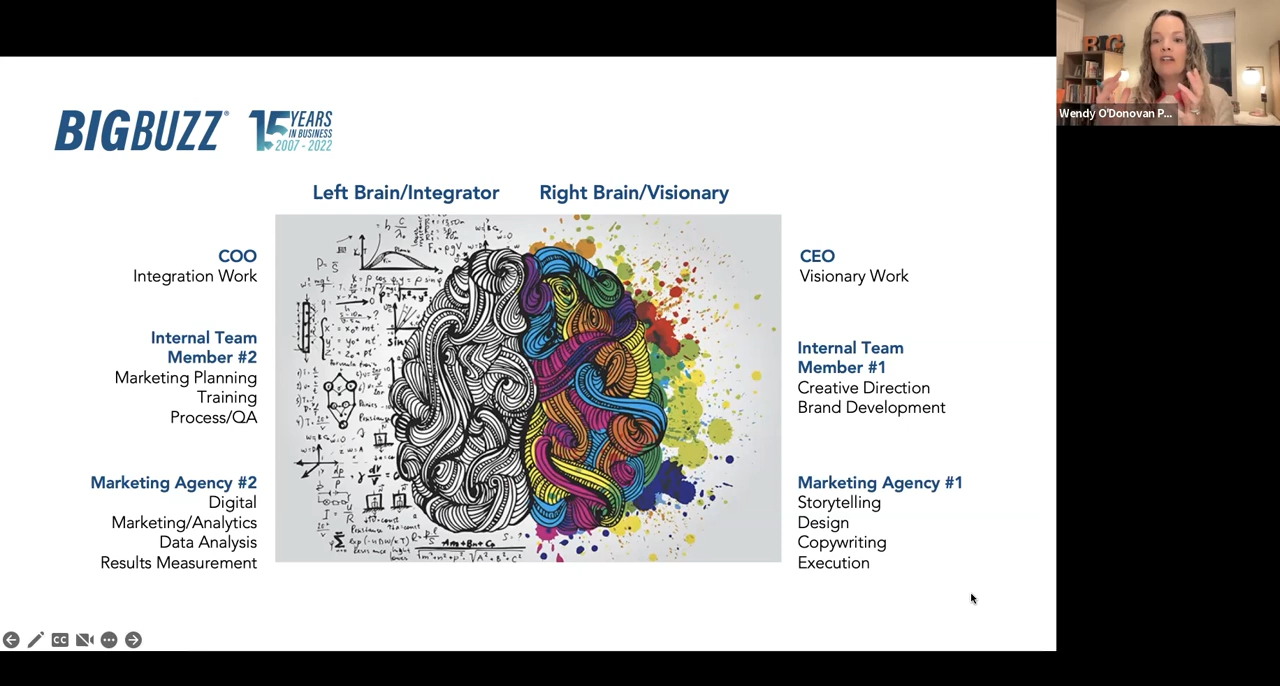 BIGBUZZ®
15 YEARS
IN BUSINESS
2007 - 2022
Left Brain/Integrator
Right Brain/Visionary
COO
Integration Work
Internal Team
Member #2
Marketing Planning
Training
Process/QA
Marketing Agency #2
Digital
Marketing/Analytics
Data Analysis
Results Measurement
CEO
Visionary Work
Internal Team
Member #1
Creative Direction
Brand Development
Marketing Agency #1
Storytelling
Design
Copywriting
Execution
CC
BIG
Wendy O'Donovan P...